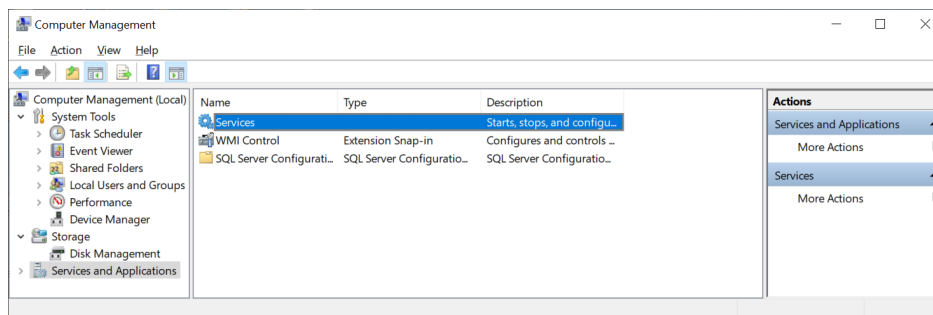 Computer Management
File Action View Help
Computer Management (Local)
System Tools
Task Scheduler
Event Viewer
Shared Folders
Local Users and Groups
Performance
Device Manager
Storage
Disk Management
Services and Applications
Name Type Description
Services Starts, stops, and configu...
WMI Control Extension Snap-in Configures and controls ...
SQL Server Configurati... SQL Server Configuratio... SQL Server Configuratio...
Actions
Services and Applications
More Actions
Services
More Actions